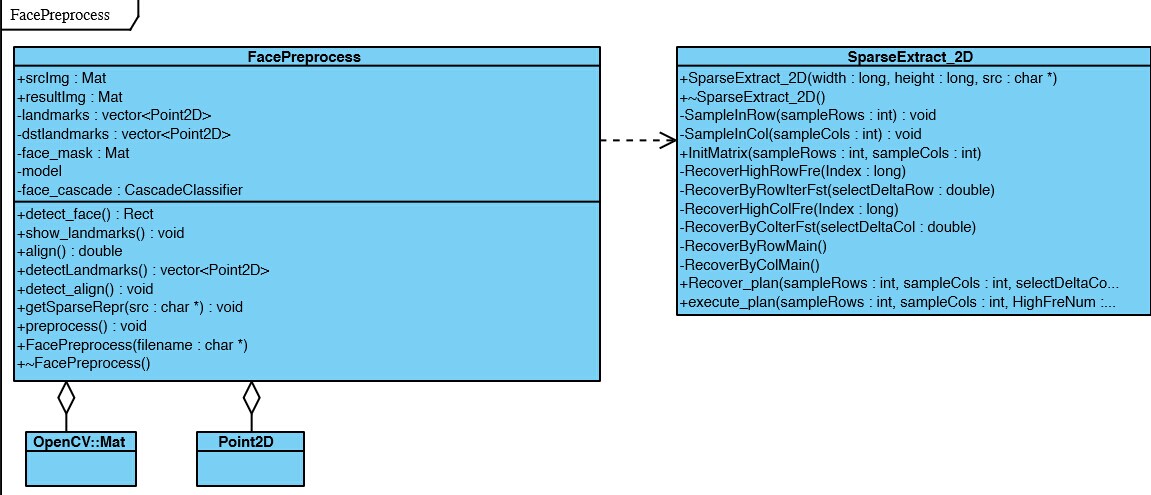 FacePreprocess
FacePreprocess
+srcImg : Mat
+resultImg : Mat
-landmarks : vector<Point2D>
-dstlandmarks : vector<Point2D>
-face_mask : Mat
-model
-face_cascade : CascadeClassifier
+detect_face() : Rect
+show_landmarks() : void
+align() : double
+detectLandmarks() : vector<Point2D>
+detect_align() : void
+getSparseRepr(src : char *) : void
+preprocess() : void
+FacePreprocess(filename : char *)
+~FacePreprocess()
SparseExtract_2D
+SparseExtract_2D(width : long, height : long, src : char *)
+~SparseExtract_2D()
-SampleInRow(sampleRows : int) : void
-SampleInCol(sampleCols : int) : void
+InitMatrix(sampleRows : int, sampleCols : int)
-RecoverHighRowFre(Index : long)
-RecoverByRowIterFst(selectDeltaRow : double)
-RecoverHighColFre(Index : long)
-RecoverByColterFst(selectDeltaCol : double)
-RecoverByRowMain()
-RecoverByColMain()
+Recover_plan(sampleRows : int, sampleCols : int, selectDeltaCo...
+execute_plan(sampleRows : int, sampleCols : int, HighFreNum :...
OpenCV::Mat
Point2D